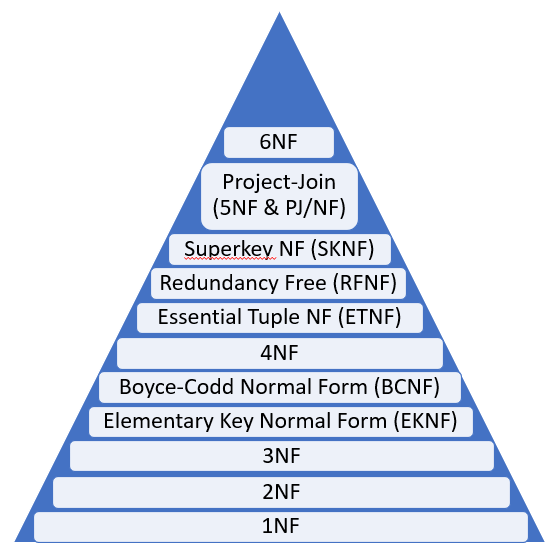 6NF
Project-Join
(5NF & PJ/NF)
Superkey NF (SKNF)
Redundancy Free (RFNF)
Essential Tuple NF (ETNF)
4NF
Boyce-Codd Normal Form (BCNF)
Elementary Key Normal Form (EKNF)
3NF
2NF
1NF